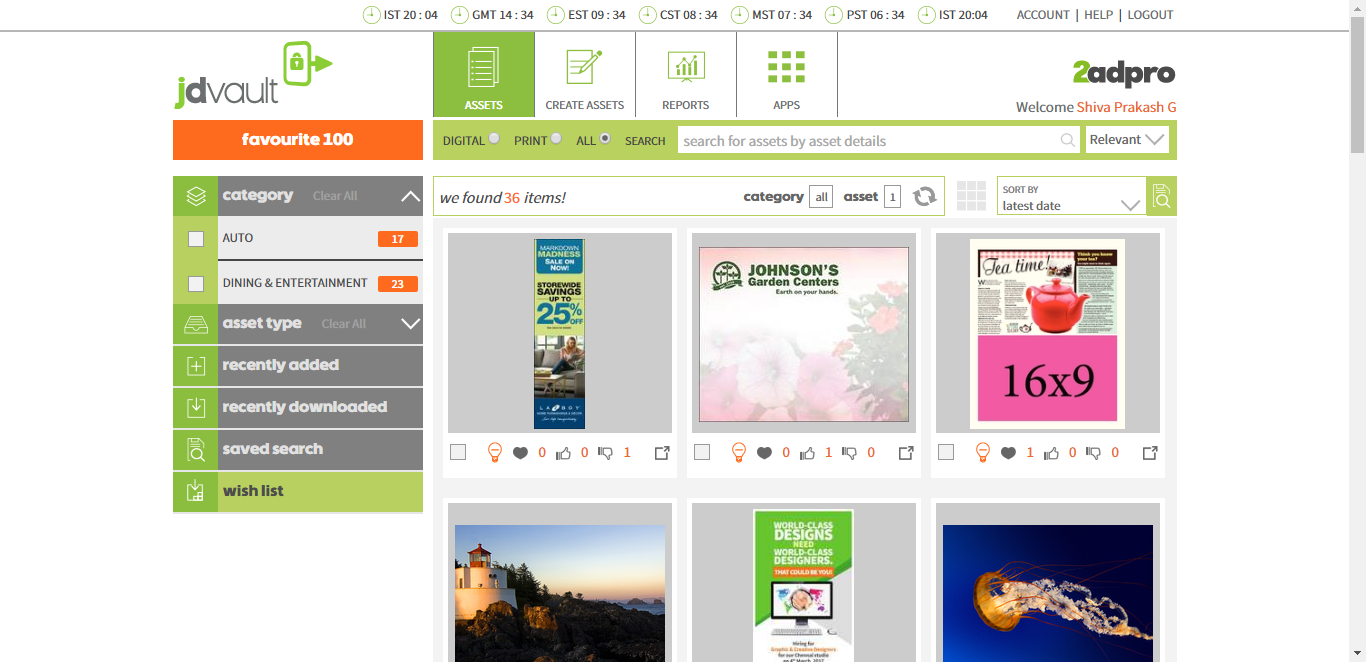 IST 20 : 04 GMT 14 : 34 EST 09 : 34 CST 08 : 34 MST 07 : 34 PST 06 : 34 IST 20:04 ACCOUNT | HELP | LOGOUT
jdvault
ASSETS
CREATE ASSETS
REPORTS
APPS
2adpro
Welcome Shiva Prakash G
favourite 100
DIGITAL PRINT ALL SEARCH search for assets by asset details Relevant
category Clear All
AUTO 17
DINING & ENTERTAINMENT 23
asset type Clear All
recently added
recently downloaded
saved search
wish list
we found 36 items! category all asset 1
SORT BY
latest date
MARKDOWN
MADNESS
SALE ON
NOW!
STOREWIDE
SAVINGS
UP TO
25%
OFF
LA Z BOY
JOHNSON'S
Garden Centers
Earth on your hands.
Tea time!
Think you know
your tea?
16x9
0 0 1
0 1 0
1 0 0
WORLD-CLASS
DESIGNS
NEED
WORLD-CLASS
DESIGNERS.
THAT COULD BE YOU!
Hiring for
Graphic & Creative Designers
for our Chennai studio
on 4th March, 2017